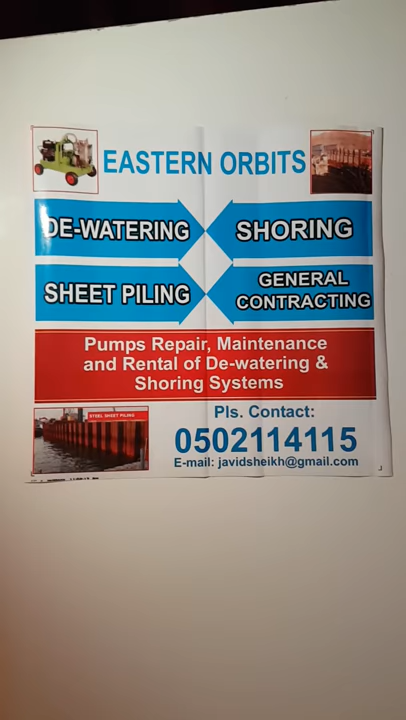 EASTERN ORBITS
DE-WATERING
SHORING
SHEET PILING
GENERAL
CONTRACTING
Pumps Repair, Maintenance
and Rental of De-watering &
Shoring Systems
STEEL SHEET PILING
Pls. Contact:
0502114115
E-mail: javidsheikh@gmail.com